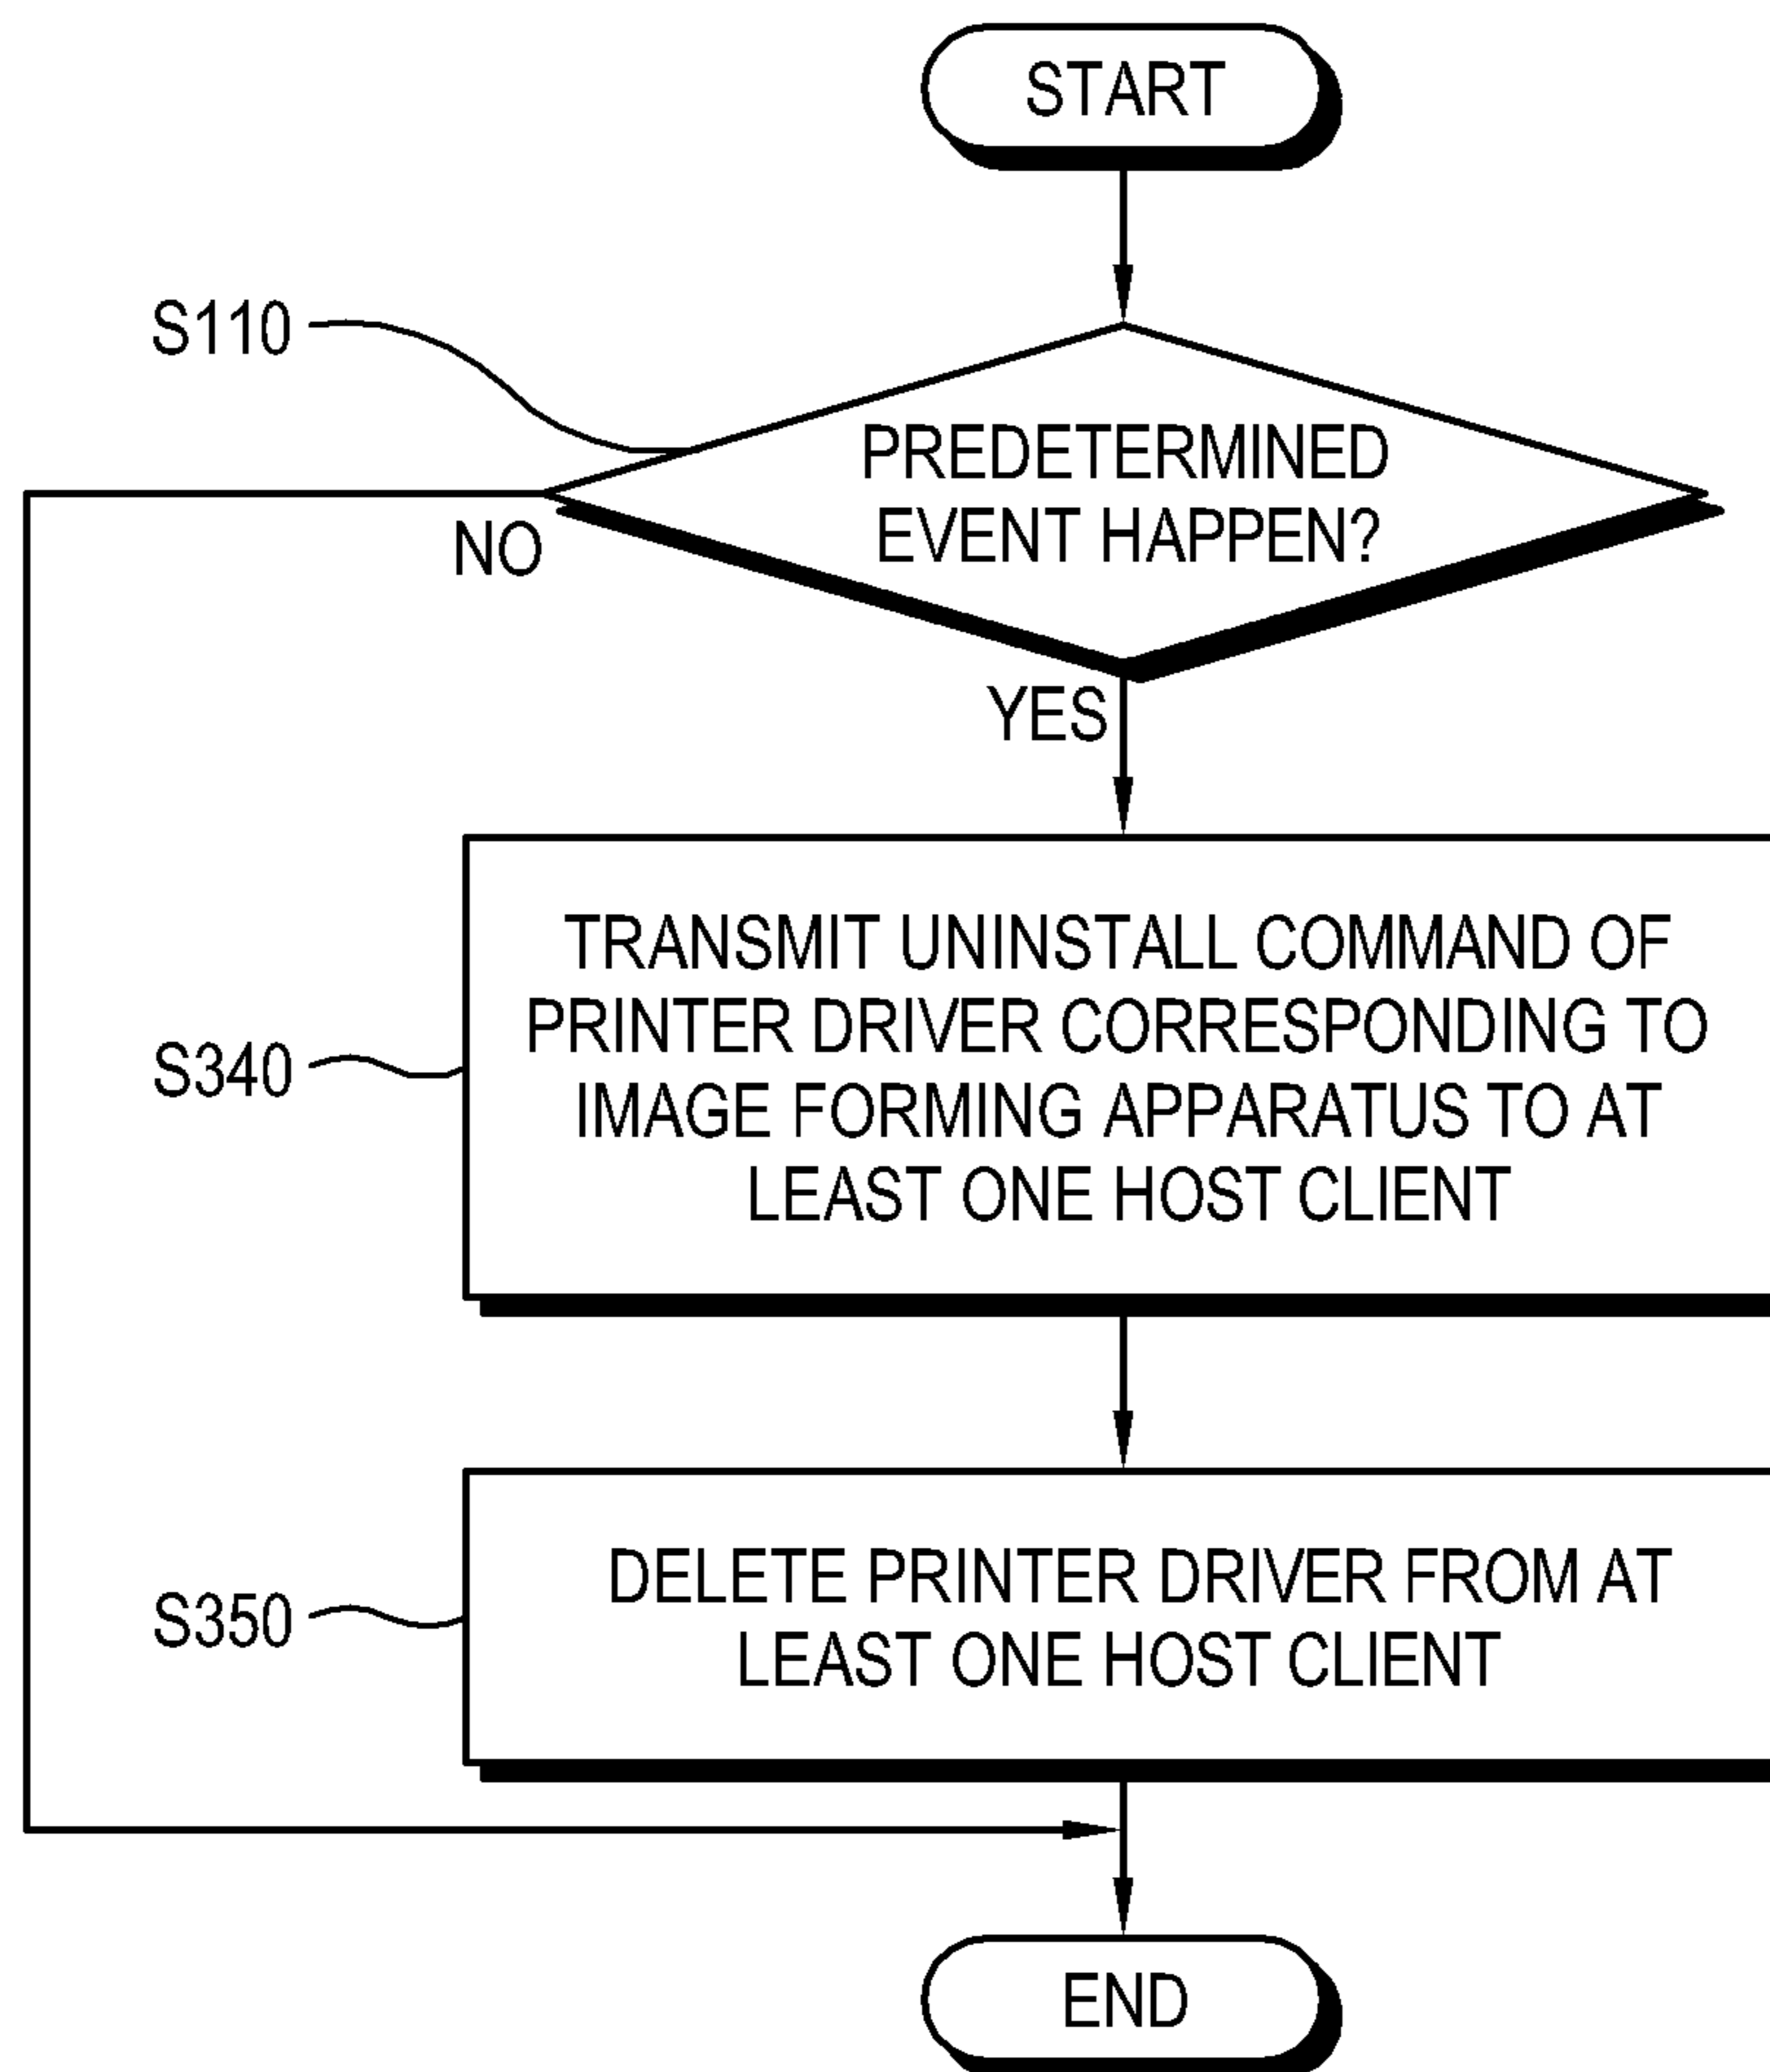 START
S110
PREDETERMINED
EVENT HAPPEN?
NO
YES
S340
TRANSMIT UNINSTALL COMMAND OF
PRINTER DRIVER CORRESPONDING TO
IMAGE FORMING APPARATUS TO AT
LEAST ONE HOST CLIENT
S350
DELETE PRINTER DRIVER FROM AT
LEAST ONE HOST CLIENT
END